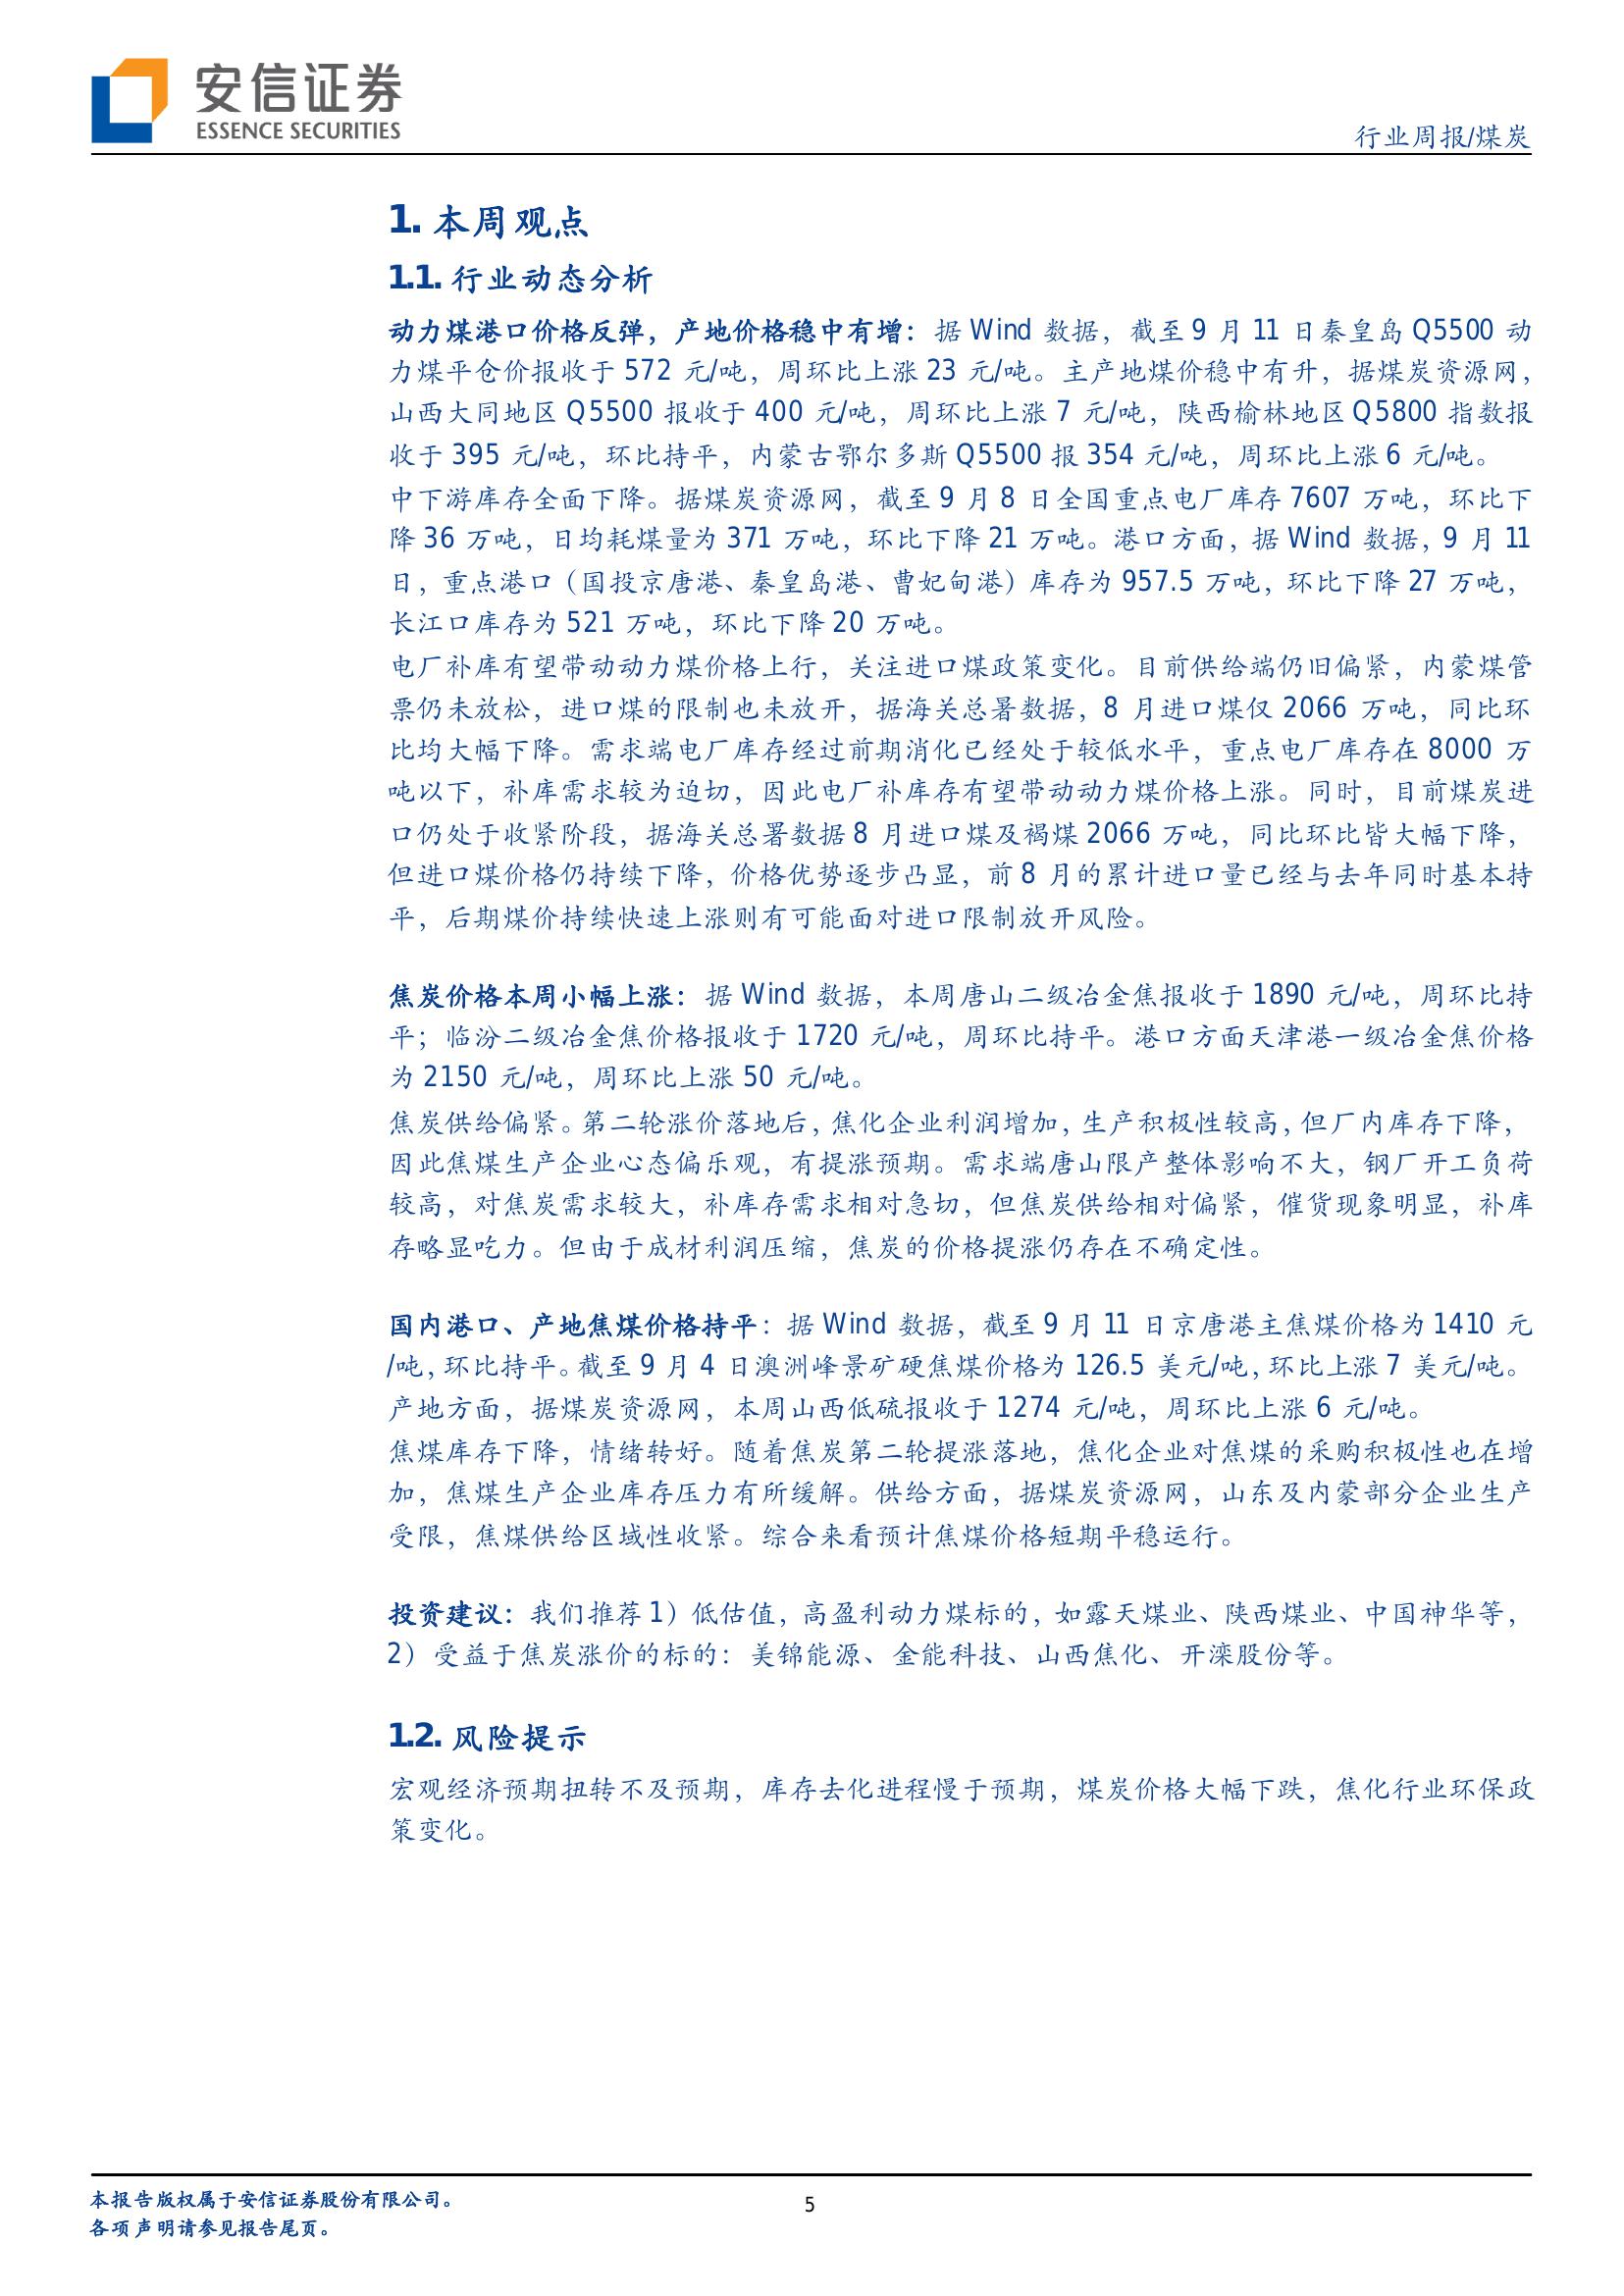 安信证券
ESSENCE SECURITIES
行业周报/煤炭
1. 本周观点
1.1. 行业动态分析
动力煤港口价格反弹，产地价格稳中有增：据 Wind 数据，截至 9 月 11 日秦皇岛 Q5500 动
力煤平仓价报收于 572 元/吨，周环比上涨 23 元/吨。主产地煤价稳中有升，据煤炭资源网，
山西大同地区 Q5500 报收于 400 元/吨，周环比上涨 7 元/吨，陕西榆林地区 Q5800 指数报
收于 395 元/吨，环比持平，内蒙古鄂尔多斯 Q5500 报 354 元/吨，周环比上涨 6 元/吨。
中下游库存全面下降。据煤炭资源网，截至 9 月 8 日全国重点电厂库存 7607 万吨，环比下
降 36 万吨，日均耗煤量为 371 万吨，环比下降 21 万吨。港口方面，据 Wind 数据，9 月 11
日，重点港口（国投京唐港、秦皇岛港、曹妃甸港）库存为 957.5 万吨，环比下降 27 万吨，
长江口库存为 521 万吨，环比下降 20 万吨。
电厂补库有望带动动力煤价格上行，关注进口煤政策变化。目前供给端仍旧偏紧，内蒙煤管
票仍未放松，进口煤的限制也未放开，据海关总署数据，8 月进口煤仅 2066 万吨，同比环
比均大幅下降。需求端电厂库存经过前期消化已经处于较低水平，重点电厂库存在 8000 万
吨以下，补库需求较为迫切，因此电厂补库存有望带动动力煤价格上涨。同时，目前煤炭进
口仍处于收紧阶段，据海关总署数据 8 月进口煤及褐煤 2066 万吨，同比环比皆大幅下降，
但进口煤价格仍持续下降，价格优势逐步凸显，前 8 月的累计进口量已经与去年同时基本持
平，后期煤价持续快速上涨则有可能面对进口限制放开风险。
焦炭价格本周小幅上涨：据 Wind 数据，本周唐山二级冶金焦报收于 1890 元/吨，周环比持
平；临汾二级冶金焦价格报收于 1720 元/吨，周环比持平。港口方面天津港一级冶金焦价格
为 2150 元/吨，周环比上涨 50 元/吨。
焦炭供给偏紧。第二轮涨价落地后，焦化企业利润增加，生产积极性较高，但厂内库存下降，
因此焦煤生产企业心态偏乐观，有提涨预期。需求端唐山限产整体影响不大，钢厂开工负荷
较高，对焦炭需求较大，补库存需求相对急切，但焦炭供给相对偏紧，催货现象明显，补库
存略显吃力。但由于成材利润压缩，焦炭的价格提涨仍存在不确定性。
国内港口、产地焦煤价格持平：据 Wind 数据，截至 9 月 11 日京唐港主焦煤价格为 1410 元
/吨，环比持平。截至 9 月 4 日澳洲峰景矿硬焦煤价格为 126.5 美元/吨，环比上涨 7 美元/吨。
产地方面，据煤炭资源网，本周山西低硫报收于 1274 元/吨，周环比上涨 6 元/吨。
焦煤库存下降，情绪转好。随着焦炭第二轮提涨落地，焦化企业对焦煤的采购积极性也在增
加，焦煤生产企业库存压力有所缓解。供给方面，据煤炭资源网，山东及内蒙部分企业生产
受限，焦煤供给区域性收紧。综合来看预计焦煤价格短期平稳运行。
投资建议：我们推荐 1）低估值，高盈利动力煤标的，如露天煤业、陕西煤业、中国神华等，
2）受益于焦炭涨价的标的：美锦能源、金能科技、山西焦化、开滦股份等。
1.2. 风险提示
宏观经济预期扭转不及预期，库存去化进程慢于预期，煤炭价格大幅下跌，焦化行业环保政
策变化。
本报告版权属于安信证券股份有限公司。
5
各项声明请参见报告尾页。